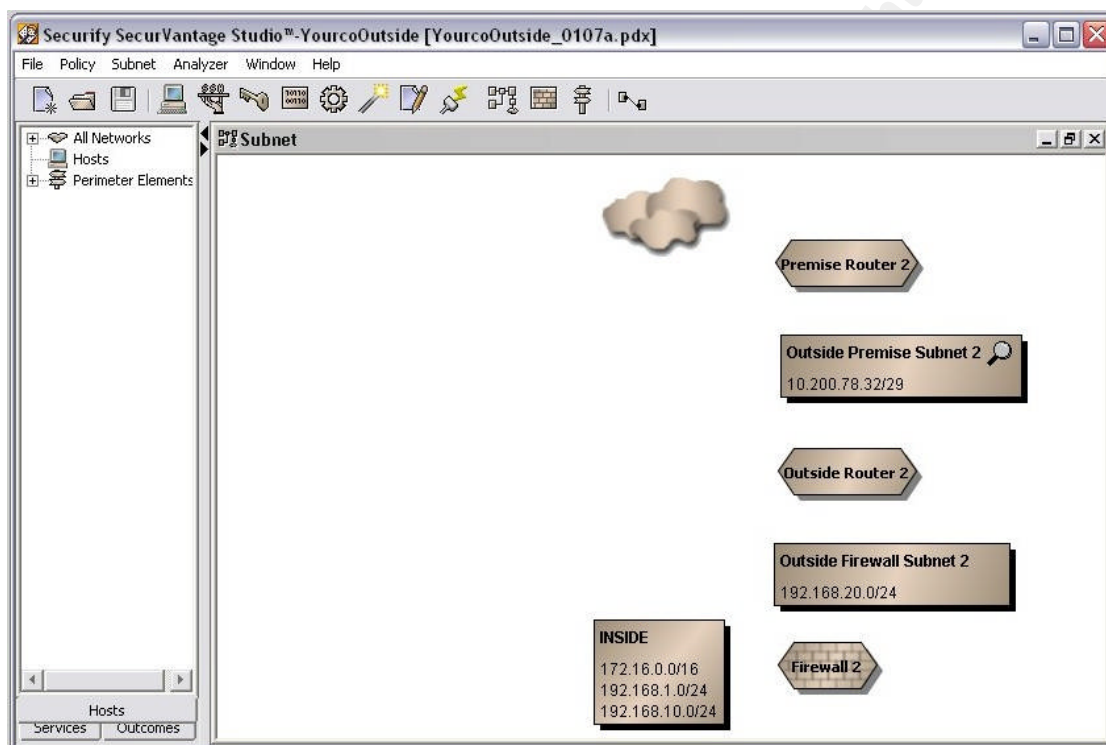 Securify SecurVantage Studio™-YourcoOutside [YourcoOutside_0107a.pdx]
File Policy Subnet Analyzer Window Help
All Networks
Hosts
Perimeter Elements
Subnet
Premise Router 2
Outside Premise Subnet 2
10.200.78.32/29
Outside Router 2
Outside Firewall Subnet 2
192.168.20.0/24
INSIDE
172.16.0.0/16
192.168.1.0/24
192.168.10.0/24
Firewall 2
Hosts
Services Outcomes